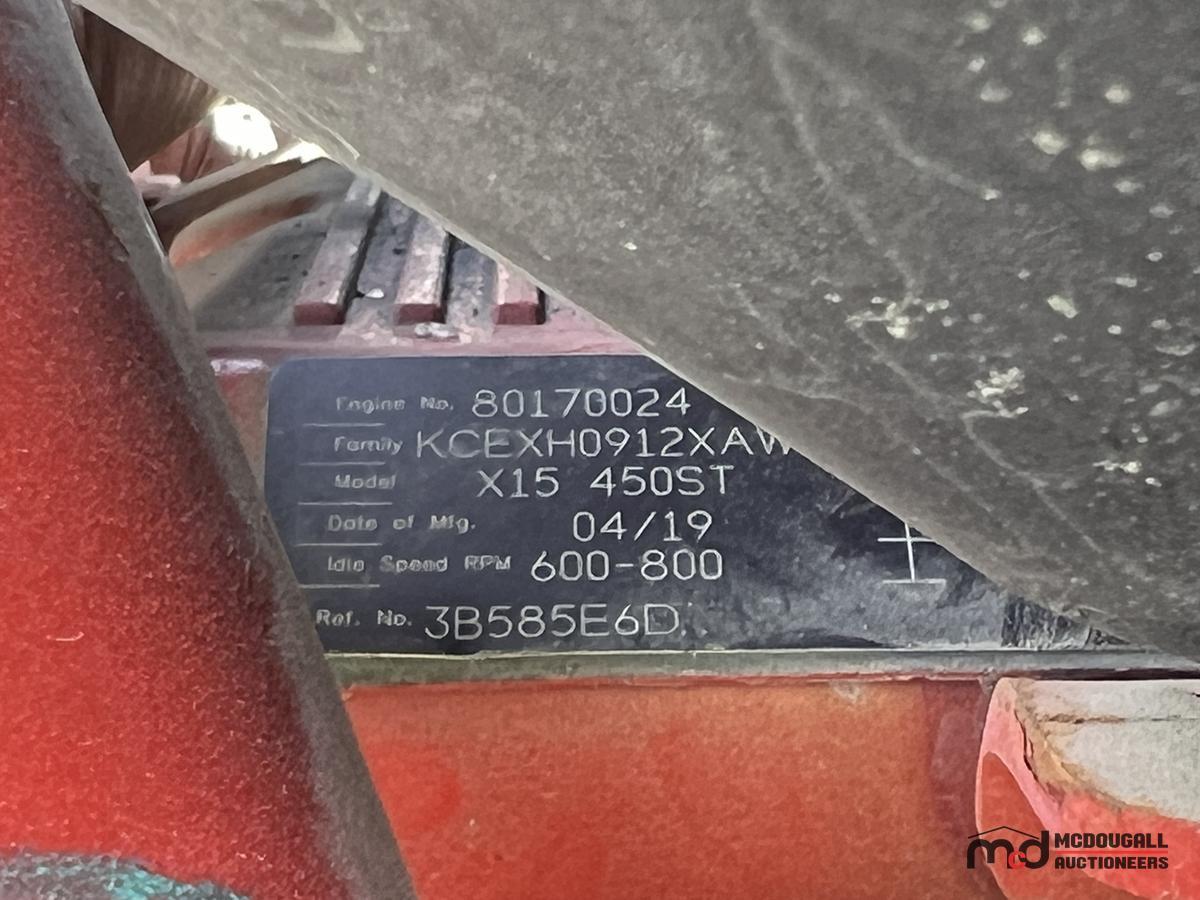 Engine No. 80170024
Family KCEXH0912XAW
Model X15 450ST
Date of Mfg. 04/19
Idle Speed RPM 600-800
Ref. No. 3B585E6D
mcd MCDOUGALL
AUCTIONEERS